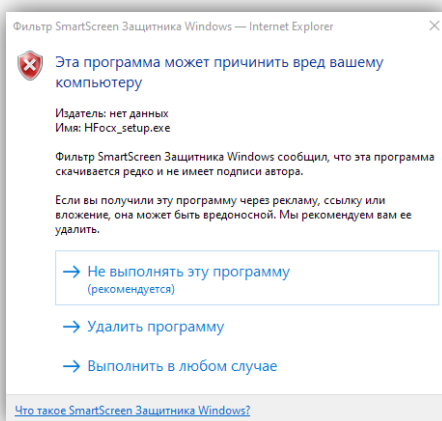 Фильтр SmartScreen Защитника Windows — Internet Explorer
Эта программа может причинить вред вашему
компьютеру
Издатель: нет данных
Имя: HFocx_setup.exe
Фильтр SmartScreen Защитника Windows сообщил, что эта программа
скачивается редко и не имеет подписи автора.
Если вы получили эту программу через рекламу, ссылку или
вложение, она может быть вредоносной. Мы рекомендуем вам ее
удалить.
Не выполнять эту программу
(рекомендуется)
Удалить программу
Выполнить в любом случае
Что такое SmartScreen Защитника Windows?